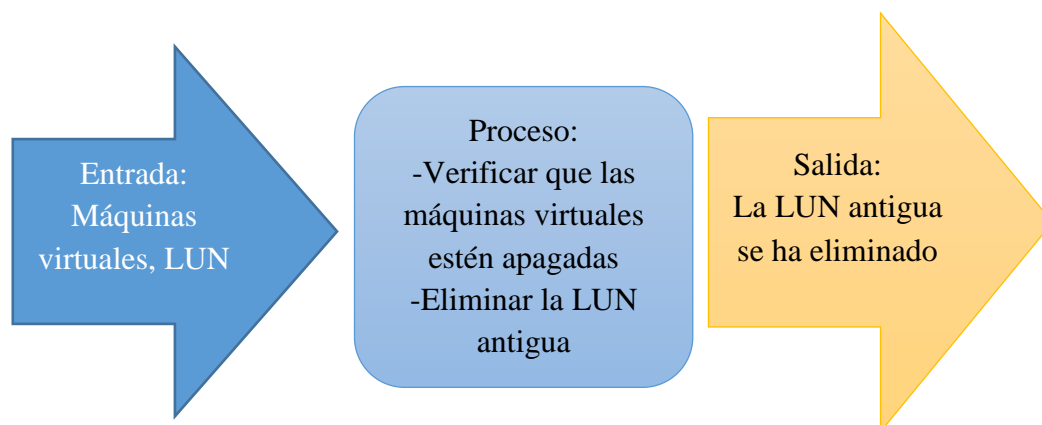 Entrada:
Máquinas
virtuales, LUN
Proceso:
-Verificar que las
máquinas virtuales
estén apagadas
-Eliminar la LUN
antigua
Salida:
La LUN antigua
se ha eliminado